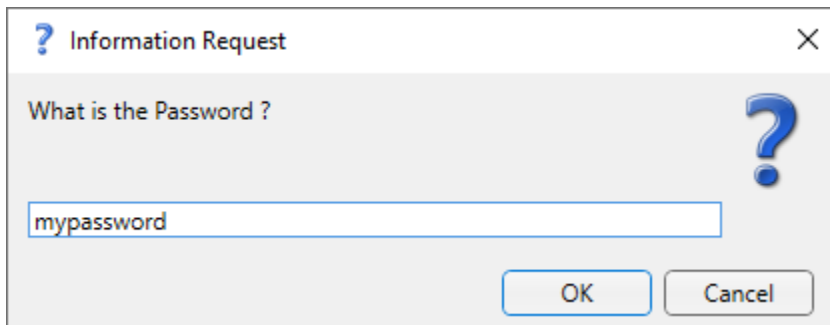 Information Request
What is the Password ?
mypassword
OK
Cancel